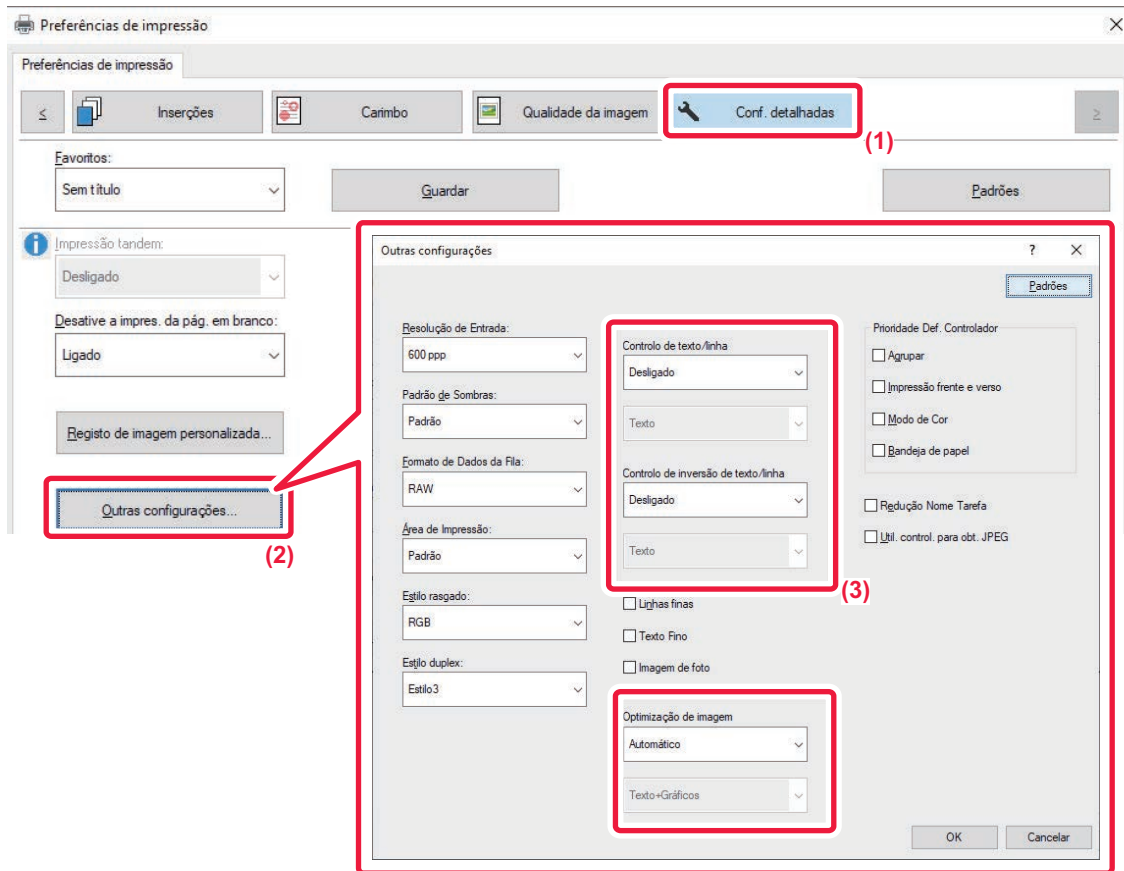 Preferências de impressão
Preferências de impressão
≤
Inserções
Carimbo
Qualidade da imagem
Conf. detalhadas
≥
(1)
Favoritos:
Sem título
Guardar
Padrões
Impressão tandem:
Desligado
Desative a impres. da pág. em branco:
Ligado
Registo de imagem personalizada...
Outras configurações...
(2)
Outras configurações
?
Padrões
Resolução de Entrada:
600 ppp
Padrão de Sombras:
Padrão
Formato de Dados da Fila:
RAW
Área de Impressão:
Padrão
Estilo rasgado:
RGB
Estilo duplex:
Estilo3
Controlo de texto/linha
Desligado
Texto
Controlo de inversão de texto/linha
Desligado
Texto
(3)
Linhas finas
Texto Fino
Imagem de foto
Optimização de imagem
Automático
Texto+Gráficos
Prioridade Def. Controlador
Agrupar
Impressão frente e verso
Modo de Cor
Bandeja de papel
Redução Nome Tarefa
Util. control. para obt. JPEG
OK
Cancelar